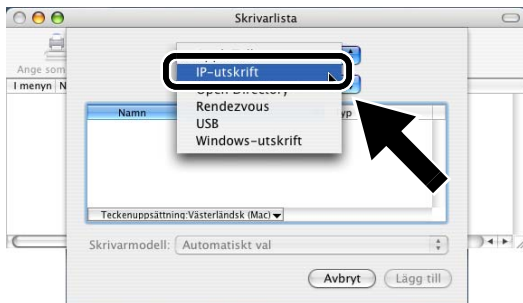 Skrivarlista
Ange som
I menyn N
IP-utskrift
Open Directory
Rendezvous
USB
Windows-utskrift
Namn
Teckenuppsättning:Västerländsk (Mac)
Skrivarmodell: Automatiskt val
Avbryt Lägg till